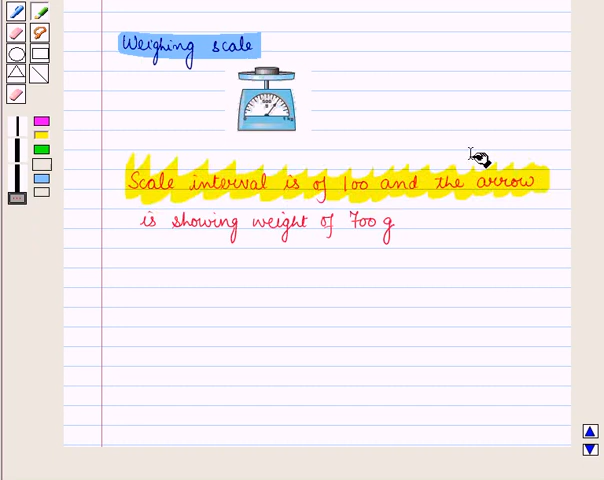 Weighing scale
Scale interval is of 100 and the arrow
is showing weight of 700 g